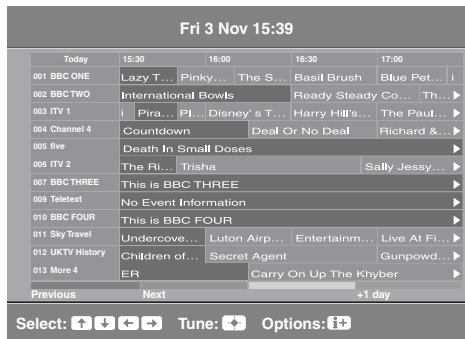 Fri 3 Nov 15:39
Today 15:30 16:00 16:30 17:00
001 BBC ONE Lazy T... Pinky... The S... Basil Brush Blue Pet... i
002 BBC TWO International Bowls Ready Steady Co... Th...
003 ITV 1 i Pira... Pl... Disney's T... Harry Hill's... The Paul...
004 Channel 4 Countdown Deal Or No Deal Richard &...
005 five Death In Small Doses
006 ITV 2 The Ri... Trisha Sally Jessy...
007 BBC THREE This is BBC THREE
009 Teletext No Event Information
010 BBC FOUR This is BBC FOUR
011 Sky Travel Undercove... Luton Airp... Entertainm... Live At Fi...
012 UKTV History Children of... Secret Agent Gunpowd...
013 More 4 ER Carry On Up The Khyber
Previous Next +1 day
Select: Tune: Options: i+